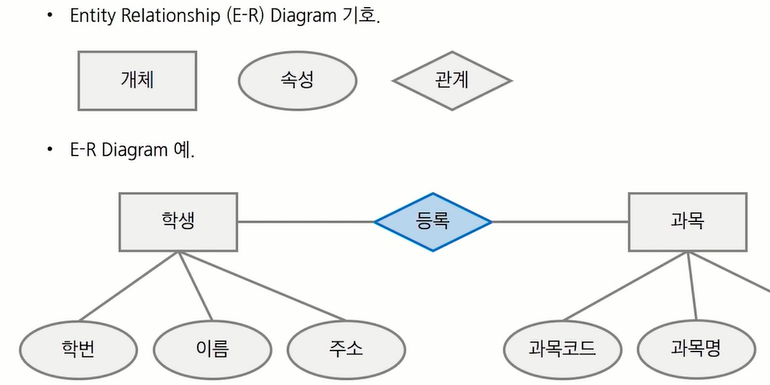 • Entity Relationship (E-R) Diagram 기호.
개체 속성 관계
• E-R Diagram 예.
학생 등록 과목
학번 이름 주소 과목코드 과목명